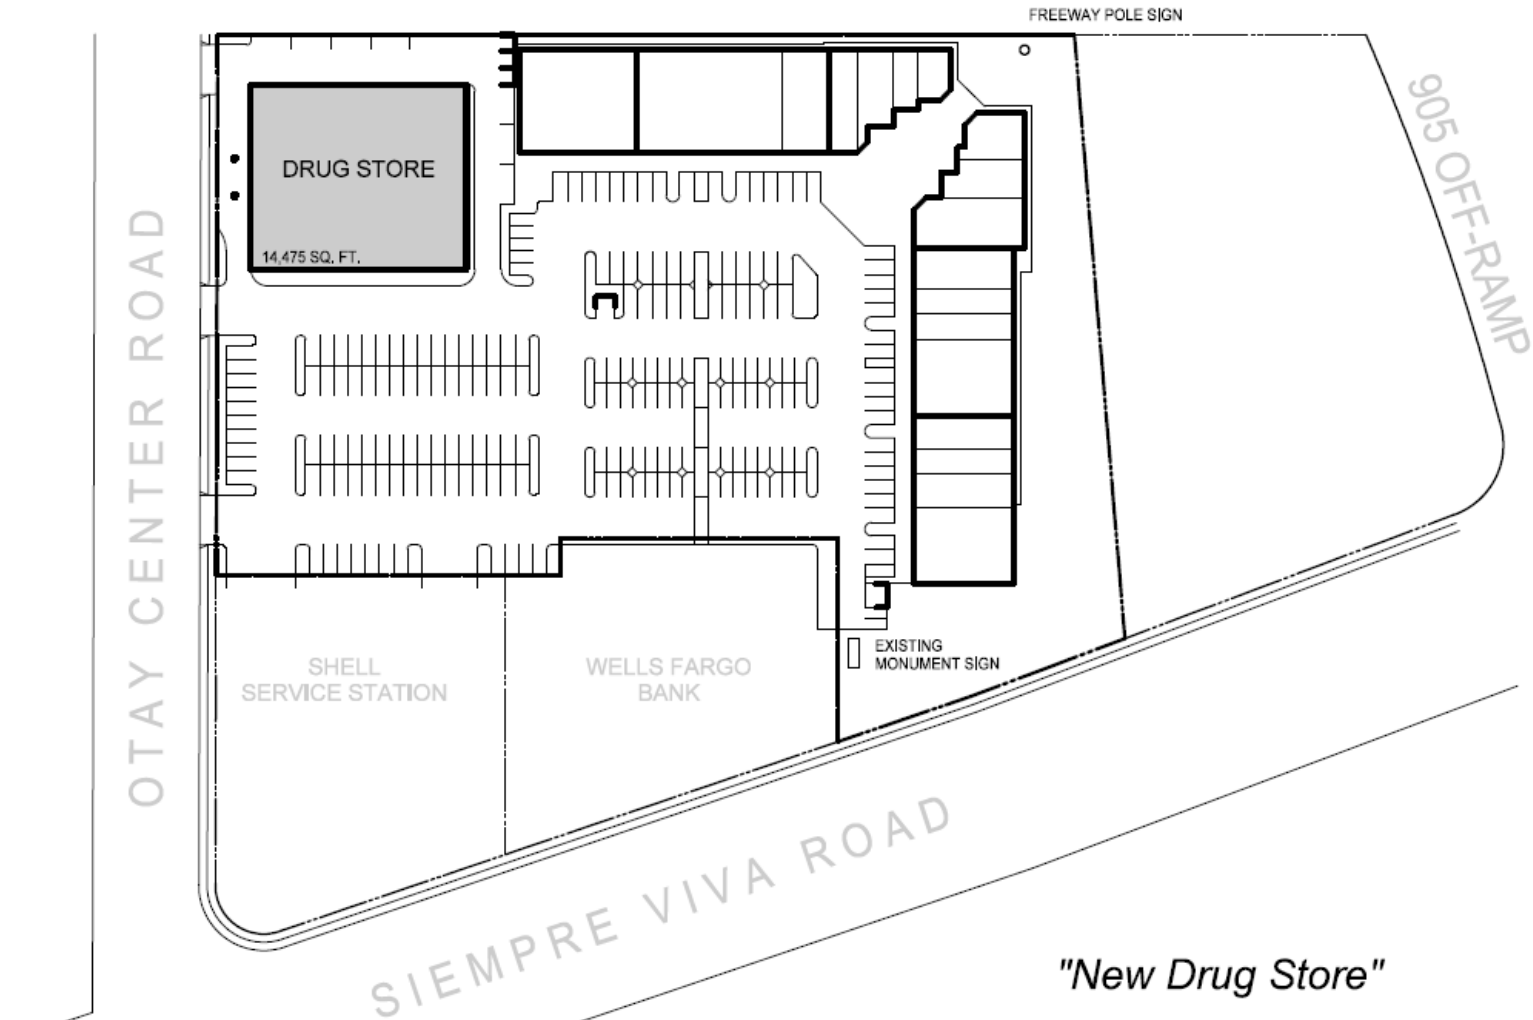 FREEWAY POLE SIGN
905 OFF-RAMP
DRUG STORE
14,475 SQ. FT.
OTAY CENTER ROAD
EXISTING
MONUMENT SIGN
SHELL
SERVICE STATION
WELLS FARGO
BANK
SIEMPRE VIVA ROAD
"New Drug Store"